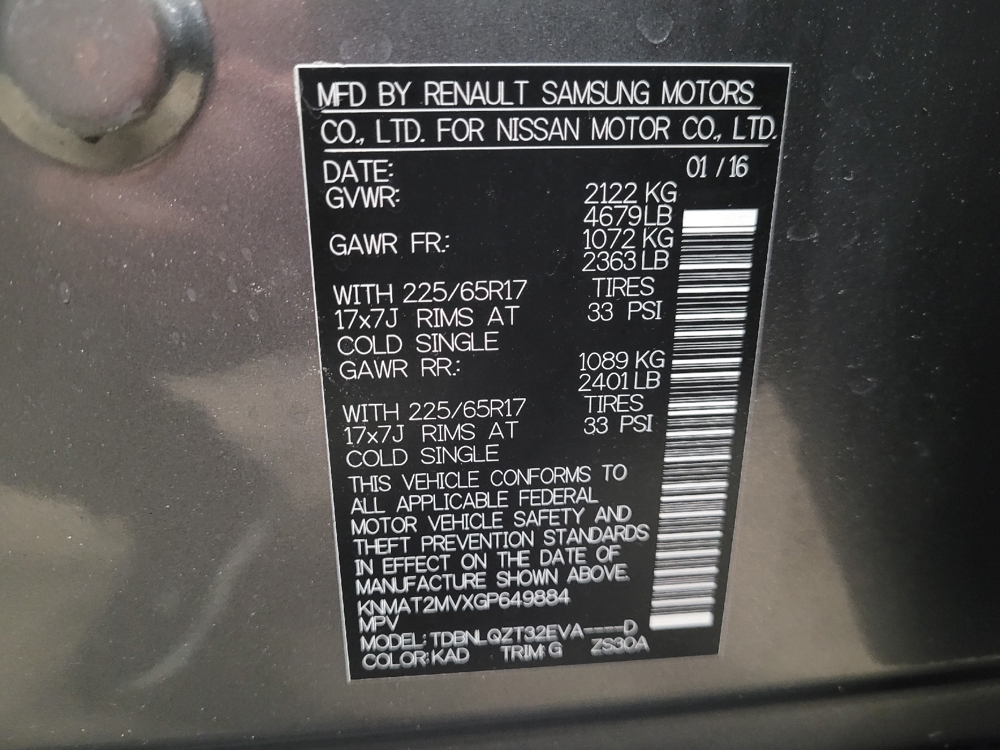 MFD BY RENAULT SAMSUNG MOTORS
CO., LTD. FOR NISSAN MOTOR CO., LTD.
DATE: 01 / 16
GVWR: 2122 KG
4679 LB
GAWR FR.: 1072 KG
2363 LB
WITH 225/65R17 TIRES
17x7J RIMS AT 33 PSI
COLD SINGLE
GAWR RR.: 1089 KG
2401 LB
WITH 225/65R17 TIRES
17x7J RIMS AT 33 PSI
COLD SINGLE
THIS VEHICLE CONFORMS TO
ALL APPLICABLE FEDERAL
MOTOR VEHICLE SAFETY AND
THEFT PREVENTION STANDARDS
IN EFFECT ON THE DATE OF
MANUFACTURE SHOWN ABOVE.
KNMAT2MVXGP649884
MPV
MODEL: TDBNLQZT32EVA----D
COLOR: KAD TRIM: G ZS30A